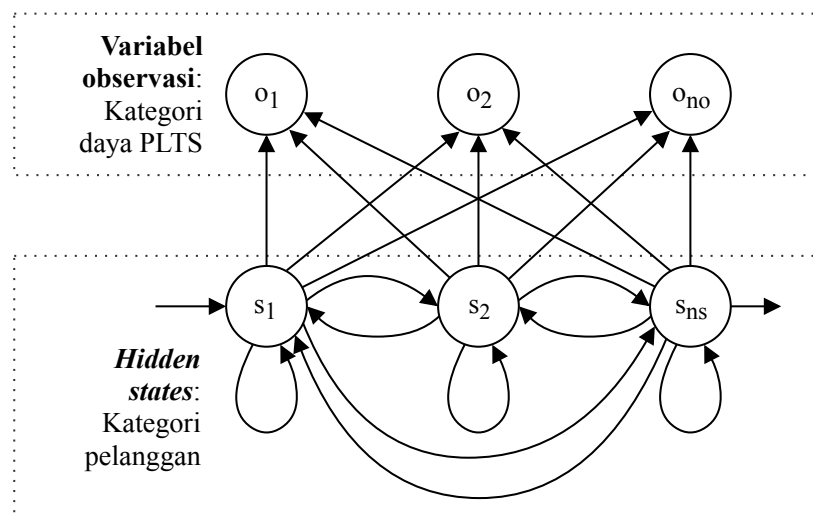 Variabel
observasi:
Kategori
daya PLTS
o1
o2
ono
s1
s2
sns
Hidden
states:
Kategori
pelanggan